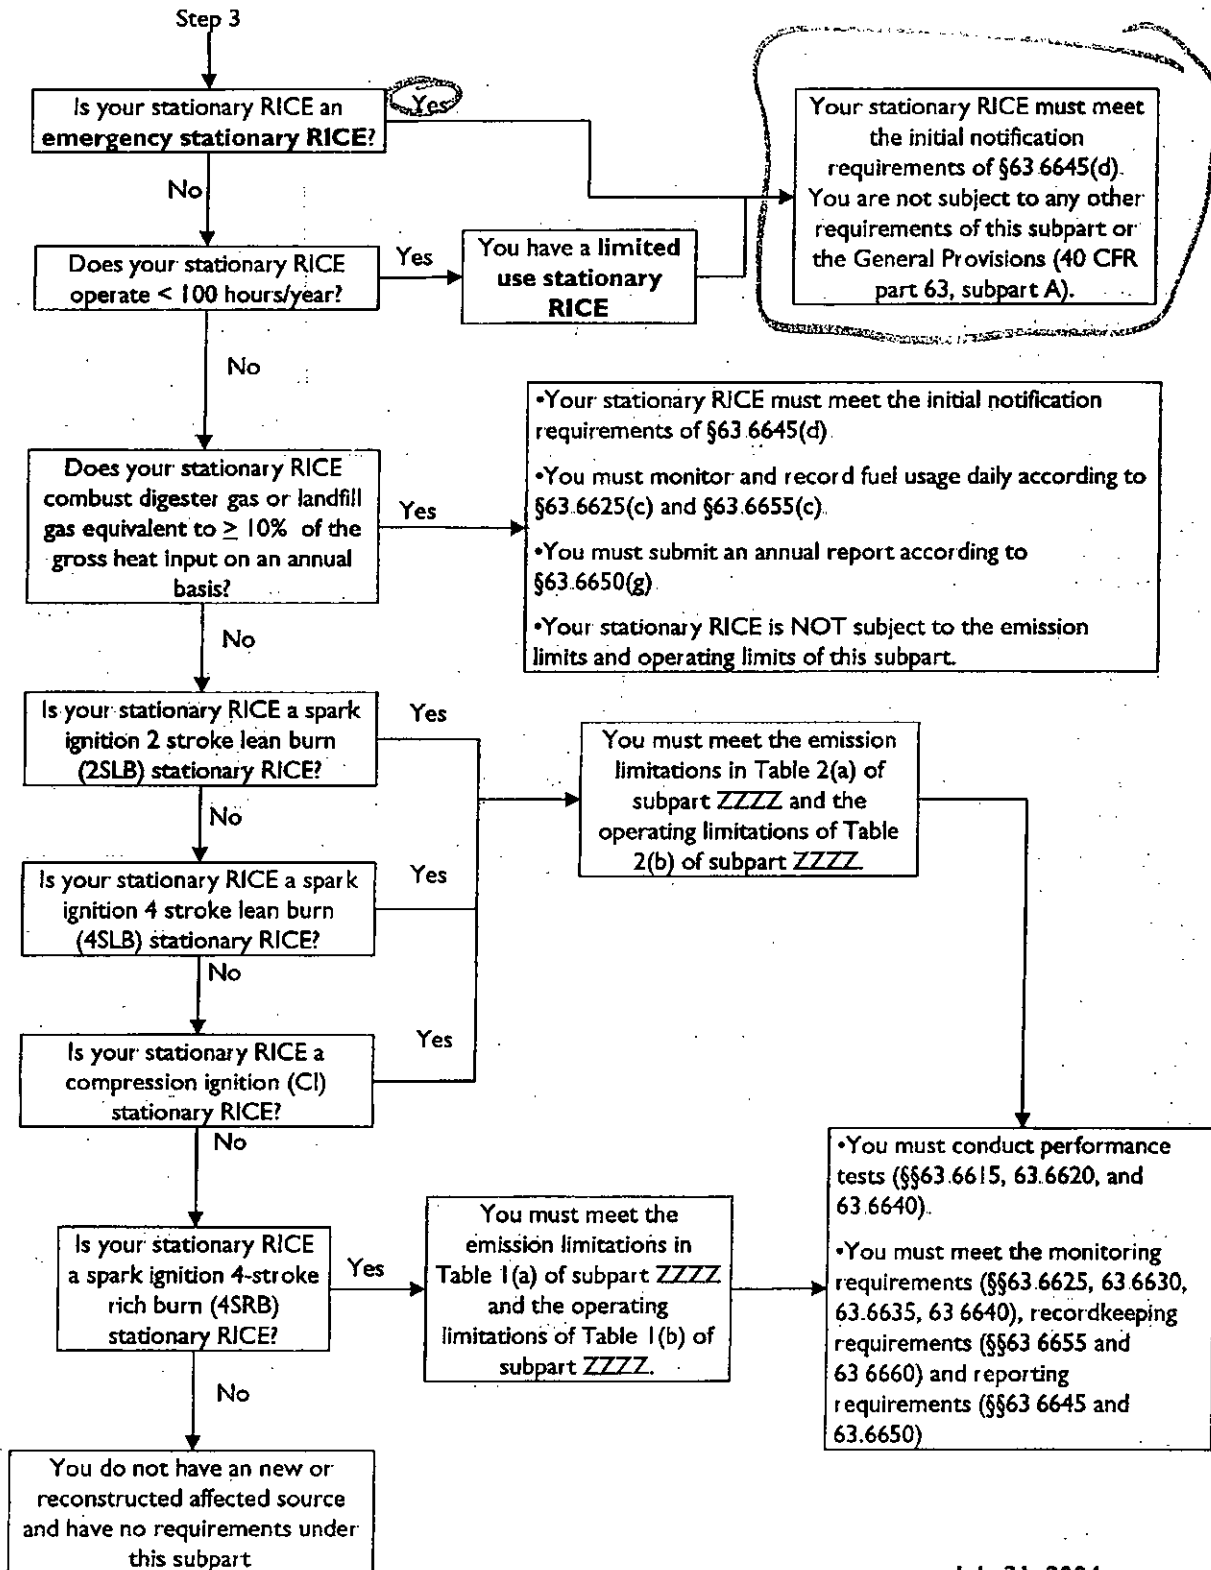 Step 3
Is your stationary RICE an
emergency stationary RICE?
Yes
Your stationary RICE must meet
the initial notification
requirements of §63.6645(d).
You are not subject to any other
requirements of this subpart or
the General Provisions (40 CFR
part 63, subpart A).
No
Does your stationary RICE
operate < 100 hours/year?
Yes
You have a limited
use stationary
RICE
No
Does your stationary RICE
combust digester gas or landfill
gas equivalent to ≥ 10% of the
gross heat input on an annual
basis?
Yes
•Your stationary RICE must meet the initial notification
requirements of §63.6645(d).
•You must monitor and record fuel usage daily according to
§63.6625(c) and §63.6655(c).
•You must submit an annual report according to
§63.6650(g)
•Your stationary RICE is NOT subject to the emission
limits and operating limits of this subpart.
No
Is your stationary RICE a spark
ignition 2 stroke lean burn
(2SLB) stationary RICE?
Yes
You must meet the emission
limitations in Table 2(a) of
subpart ZZZZ and the
operating limitations of Table
2(b) of subpart ZZZZ.
No
Is your stationary RICE a spark
ignition 4 stroke lean burn
(4SLB) stationary RICE?
Yes
No
Is your stationary RICE a
compression ignition (CI)
stationary RICE?
Yes
No
Is your stationary RICE
a spark ignition 4-stroke
rich burn (4SRB)
stationary RICE?
Yes
You must meet the
emission limitations in
Table 1(a) of subpart ZZZZ
and the operating
limitations of Table 1(b) of
subpart ZZZZ.
•You must conduct performance
tests (§§63.6615, 63.6620, and
63.6640).
•You must meet the monitoring
requirements (§§63.6625, 63.6630,
63.6635, 63 6640), recordkeeping
requirements (§§63 6655 and
63 6660) and reporting
requirements (§§63 6645 and
63.6650)
No
You do not have an new or
reconstructed affected source
and have no requirements under
this subpart